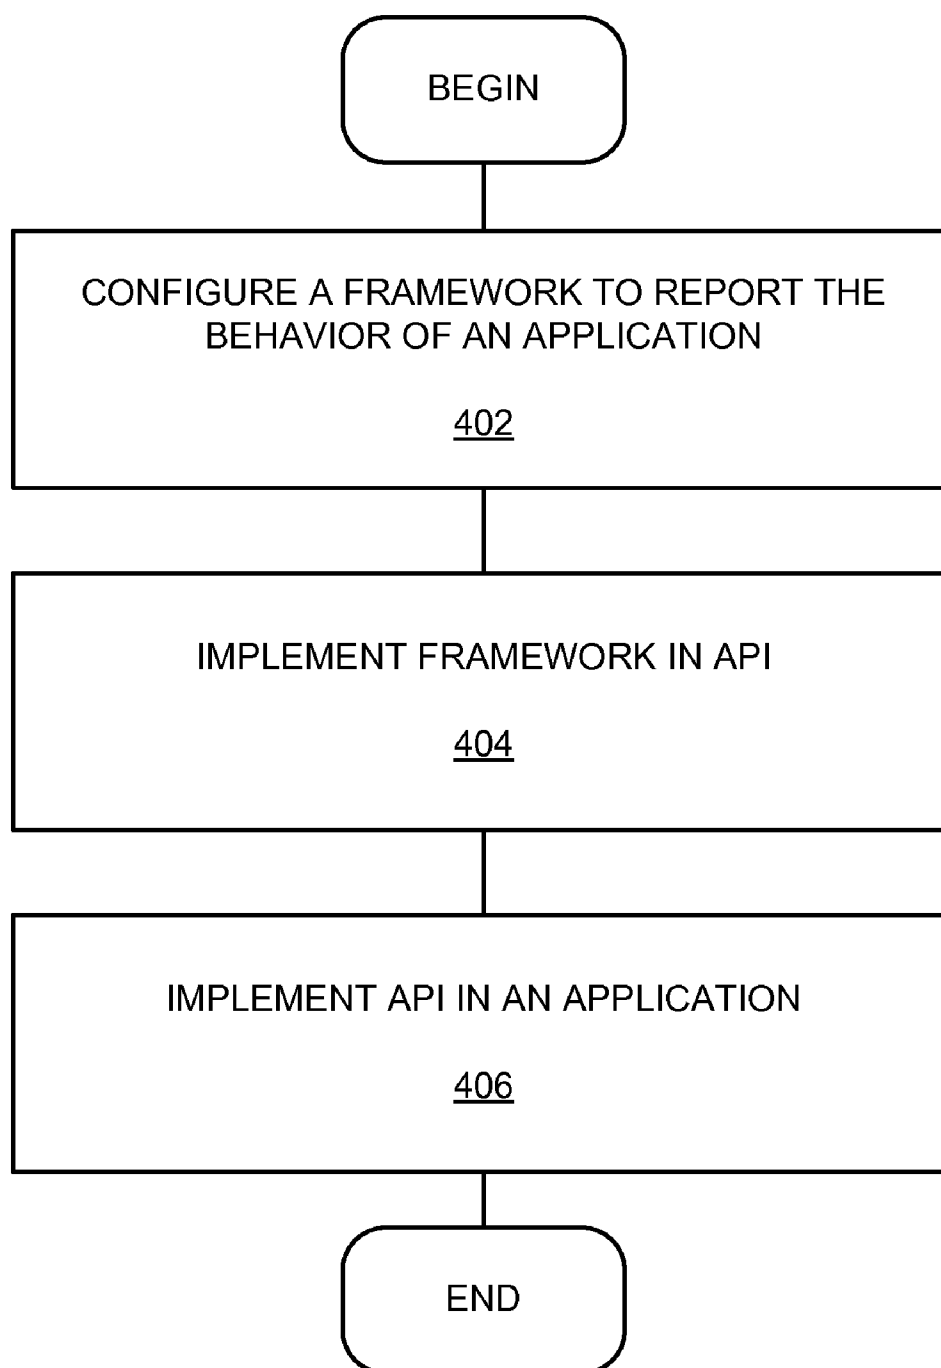 BEGIN
CONFIGURE A FRAMEWORK TO REPORT THE
BEHAVIOR OF AN APPLICATION
402
IMPLEMENT FRAMEWORK IN API
404
IMPLEMENT API IN AN APPLICATION
406
END